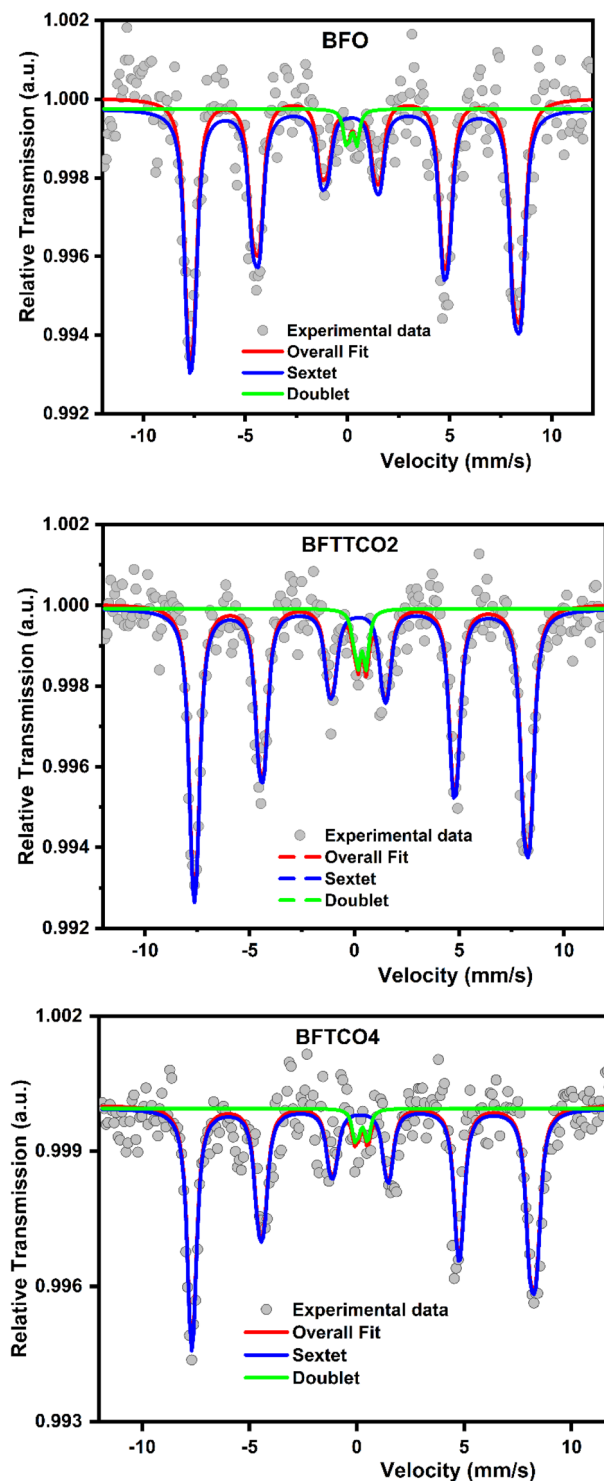 BFO
1.000
0.998
0.996
0.994
0.992
Relative Transmission (a.u.)
Experimental data
Overall Fit
Sextet
Doublet
-10 -5 0 5 10
Velocity (mm/s)
1.002
BFTTCO2
1.000
0.998
0.996
0.994
0.992
Relative Transmission (a.u.)
Experimental data
Overall Fit
Sextet
Doublet
-10 -5 0 5 10
Velocity (mm/s)
1.002
BFTCO4
0.999
0.996
0.993
Relative Transmission (a.u.)
Experimental data
Overall Fit
Sextet
Doublet
-10 -5 0 5 10
Velocity (mm/s)